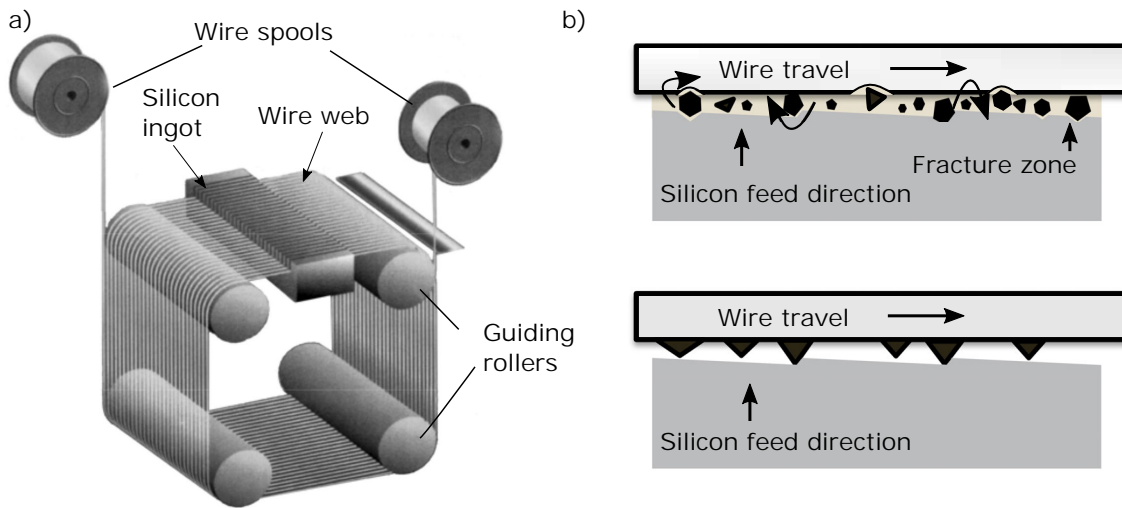 a)
Wire spools
Silicon
ingot
Wire web
Guiding
rollers
b)
Wire travel
Fracture zone
Silicon feed direction
Wire travel
Silicon feed direction